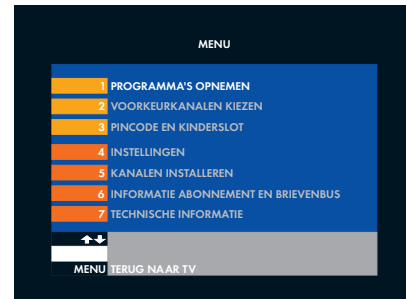 MENU
1 PROGRAMMA'S OPNEMEN
2 VOORKEURKANALEN KIEZEN
3 PINCODE EN KINDERSLOT
4 INSTELLINGEN
5 KANALEN INSTALLEREN
6 INFORMATIE ABONNEMENT EN BRIEVENBUS
7 TECHNISCHE INFORMATIE
MENU TERUG NAAR TV